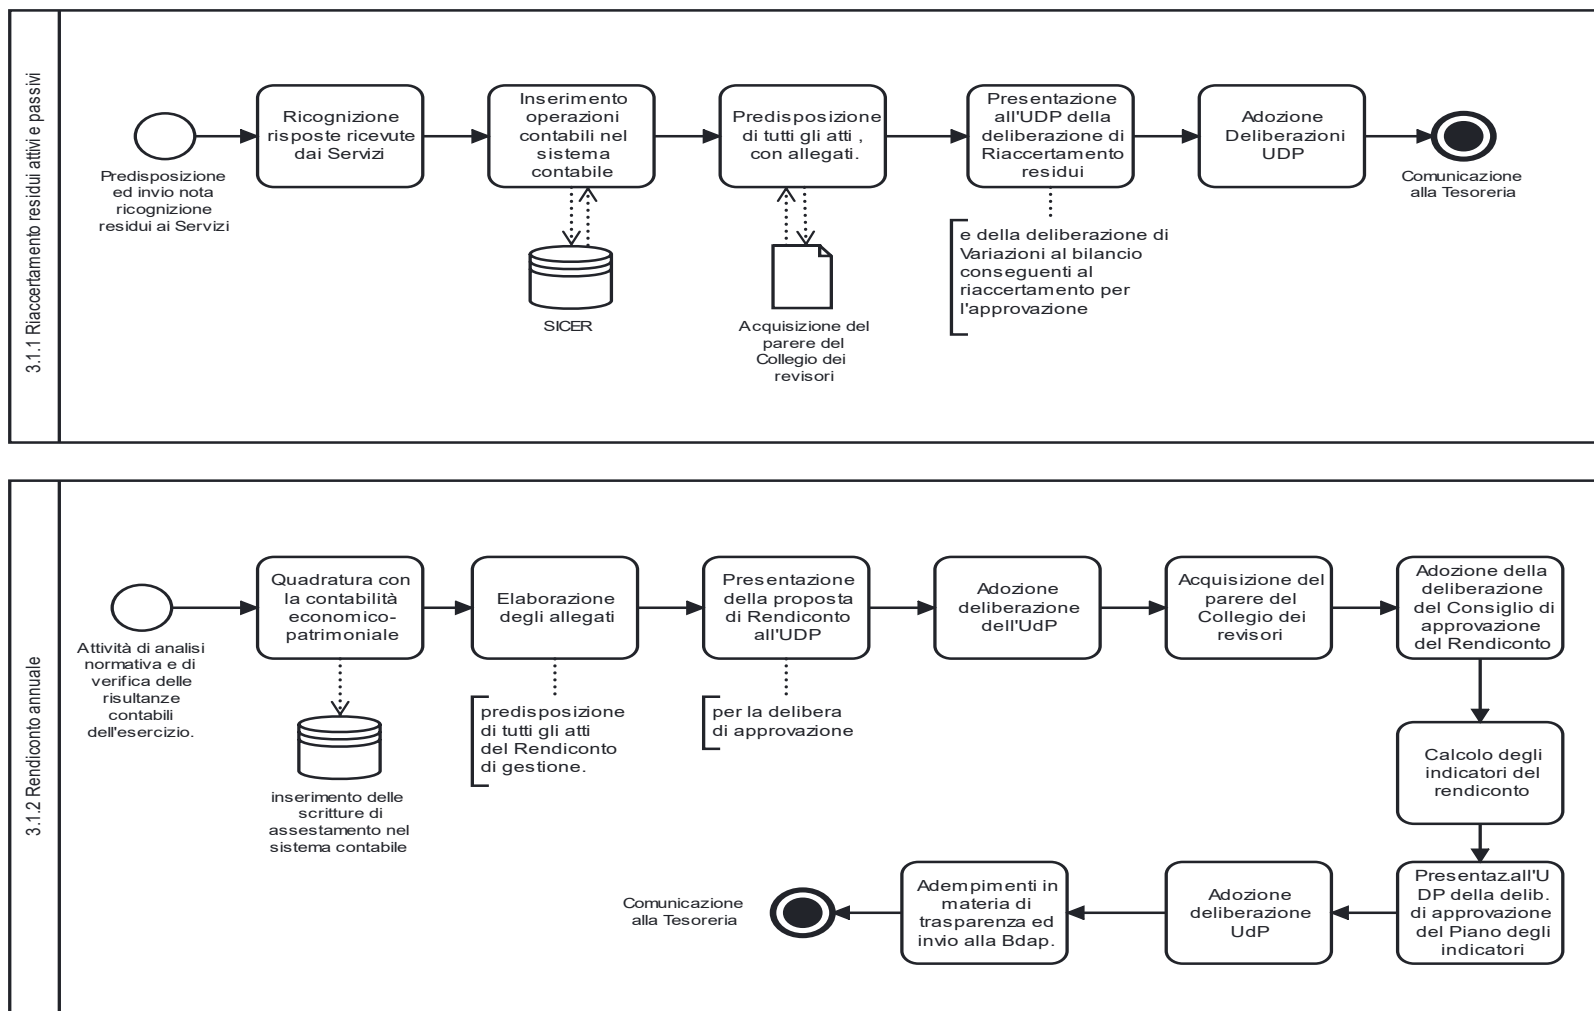 3.1.1 Riaccertamento residui attivi e passivi
Predisposizione
ed invio nota
ricognizione
residui ai Servizi
Ricognizione
risposte ricevute
dai Servizi
Inserimento
operazioni
contabili nel
sistema
contabile
SICER
Predisposizione
di tutti gli atti ,
con allegati.
Acquisizione del
parere del
Collegio dei
revisori
Presentazione
all'UDP della
deliberazione di
Riaccertamento
residui
e della deliberazione di
Variazioni al bilancio
conseguenti al
riaccertamento per
l'approvazione
Adozione
Deliberazioni
UDP
Comunicazione
alla Tesoreria
3.1.2 Rendiconto annuale
Attività di analisi
normativa e di
verifica delle
risultanze
contabili
dell'esercizio.
Quadratura con
la contabilità
economico-
patrimoniale
inserimento delle
scritture di
assestamento nel
sistema contabile
Elaborazione
degli allegati
predisposizione
di tutti gli atti
del Rendiconto
di gestione.
Presentazione
della proposta
di Rendiconto
all'UDP
per la delibera
di approvazione
Adozione
deliberazione
dell'UdP
Acquisizione del
parere del
Collegio dei
revisori
Adozione della
deliberazione
del Consiglio di
approvazione
del Rendiconto
Calcolo degli
indicatori del
rendiconto
Presentaz.all'U
DP della delib.
di approvazione
del Piano degli
indicatori
Adozione
deliberazione
UdP
Adempimenti in
materia di
trasparenza ed
invio alla Bdap.
Comunicazione
alla Tesoreria